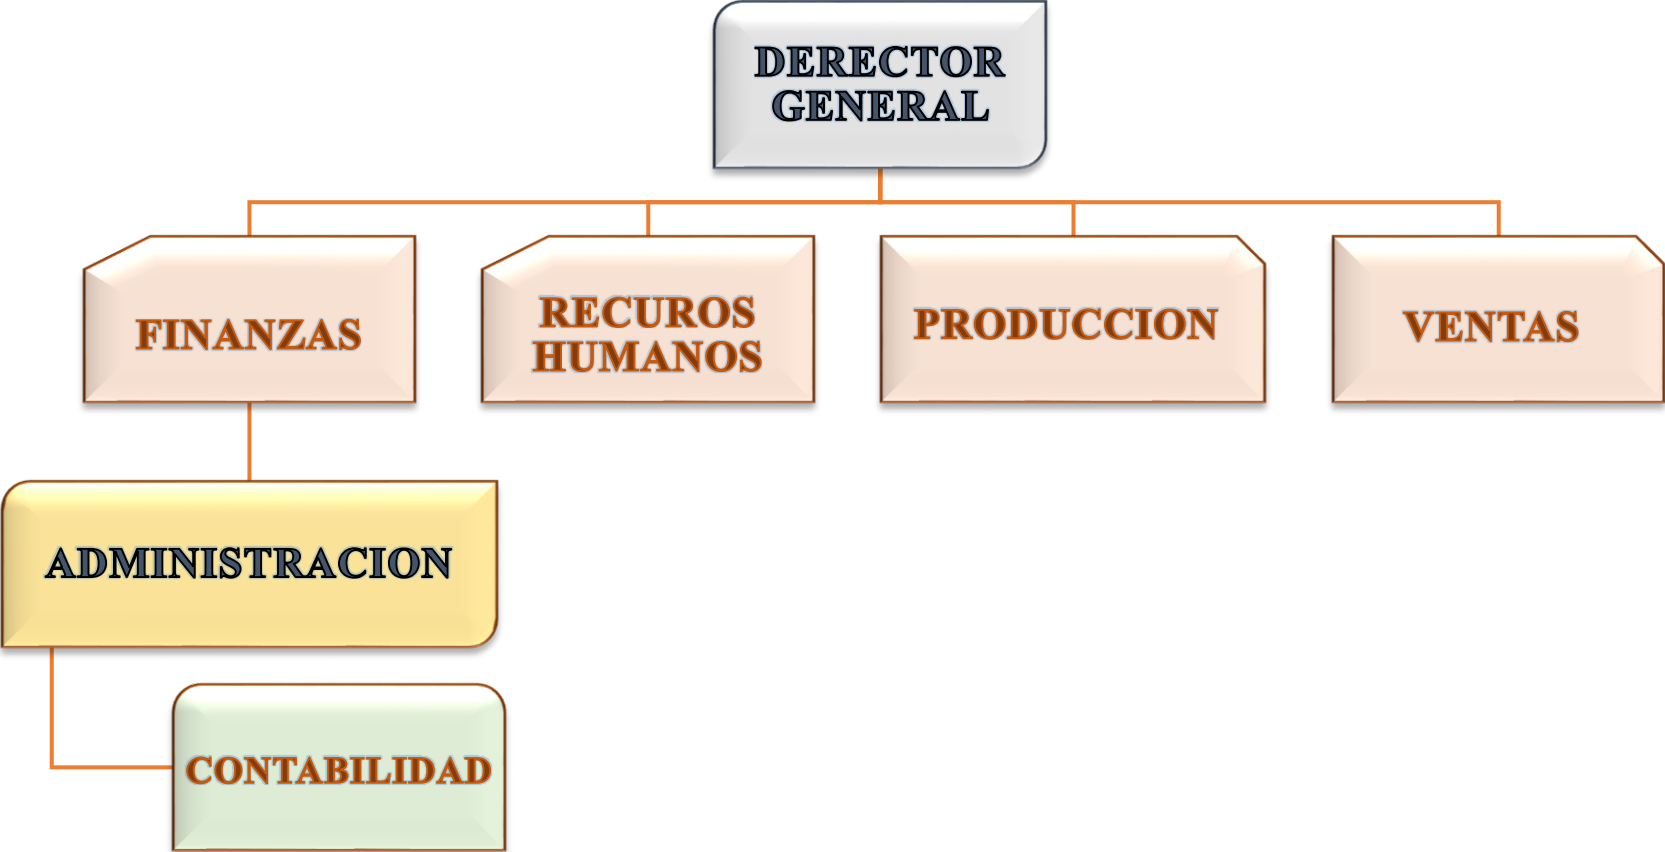 DERECTOR
GENERAL
FINANZAS
RECUROS
HUMANOS
PRODUCCION
VENTAS
ADMINISTRACION
CONTABILIDAD